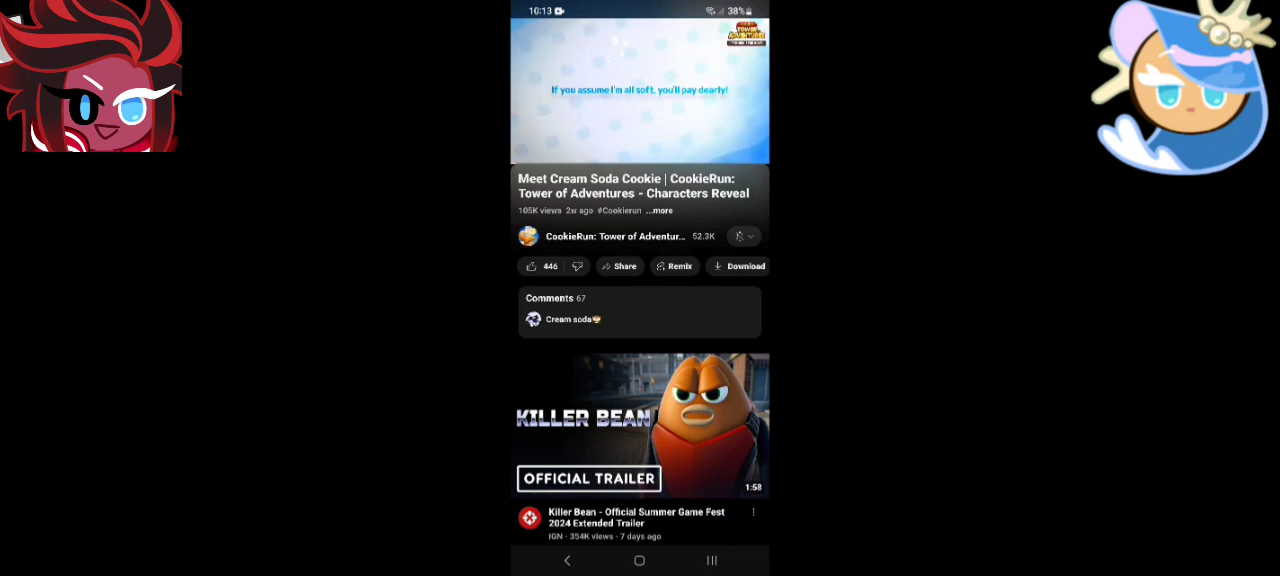 10:13
38%
TOWER OF
ADVENTURES
If you assume I'm all soft, you'll pay dearly!
Meet Cream Soda Cookie | CookieRun:
Tower of Adventures - Characters Reveal
105K views 2w ago #Cookierun ...more
CookieRun: Tower of Adventur... 52.3K
446 Share Remix Download
Comments 67
Cream soda
KILLER BEAN
OFFICIAL TRAILER
1:58
Killer Bean - Official Summer Game Fest
2024 Extended Trailer
IGN · 354K views · 7 days ago